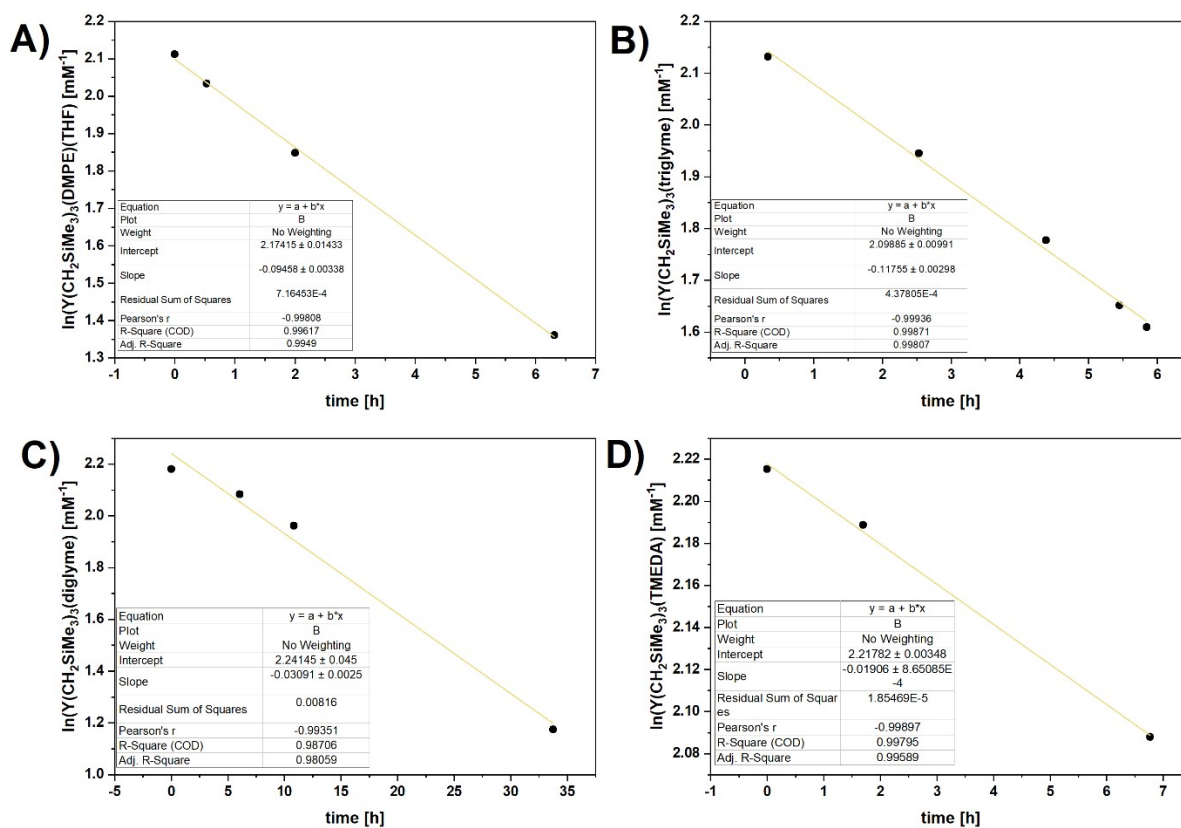 A)
ln(Y(CH₂SiMe₃)₃(DMPE)(THF) [mM⁻¹]
2.2
2.1
2.0
1.9
1.8
1.7
1.6
1.5
1.4
1.3
Equation y = a + b*x
Plot B
Weight No Weighting
Intercept 2.17415 ± 0.01433
Slope -0.09458 ± 0.00338
Residual Sum of Squares 7.16453E-4
Pearson's r -0.99808
R-Square (COD) 0.99617
Adj. R-Square 0.9949
-1 0 1 2 3 4 5 6 7
time [h]
B)
ln(Y(CH₂SiMe₃)₃(triglyme) [mM⁻¹]
2.2
2.1
2.0
1.9
1.8
1.7
1.6
Equation y = a + b*x
Plot B
Weight No Weighting
Intercept 2.09885 ± 0.00991
Slope -0.11755 ± 0.00298
Residual Sum of Squares 4.37805E-4
Pearson's r -0.99936
R-Square (COD) 0.99871
Adj. R-Square 0.99807
0 1 2 3 4 5 6
time [h]
C)
ln(Y(CH₂SiMe₃)₃(diglyme) [mM⁻¹]
2.2
2.0
1.8
1.6
1.4
1.2
1.0
Equation y = a + b*x
Plot B
Weight No Weighting
Intercept 2.24145 ± 0.045
Slope -0.03091 ± 0.0025
Residual Sum of Squares 0.00816
Pearson's r -0.99351
R-Square (COD) 0.98706
Adj. R-Square 0.98059
-5 0 5 10 15 20 25 30 35
time [h]
D)
ln(Y(CH₂SiMe₃)₃(TMEDA) [mM⁻¹]
2.22
2.20
2.18
2.16
2.14
2.12
2.10
2.08
Equation y = a + b*x
Plot B
Weight No Weighting
Intercept 2.21782 ± 0.00348
Slope -0.01906 ± 8.65085E
-4
Residual Sum of Squar 1.85469E-5
es
Pearson's r -0.99897
R-Square (COD) 0.99795
Adj. R-Square 0.99589
-1 0 1 2 3 4 5 6 7
time [h]